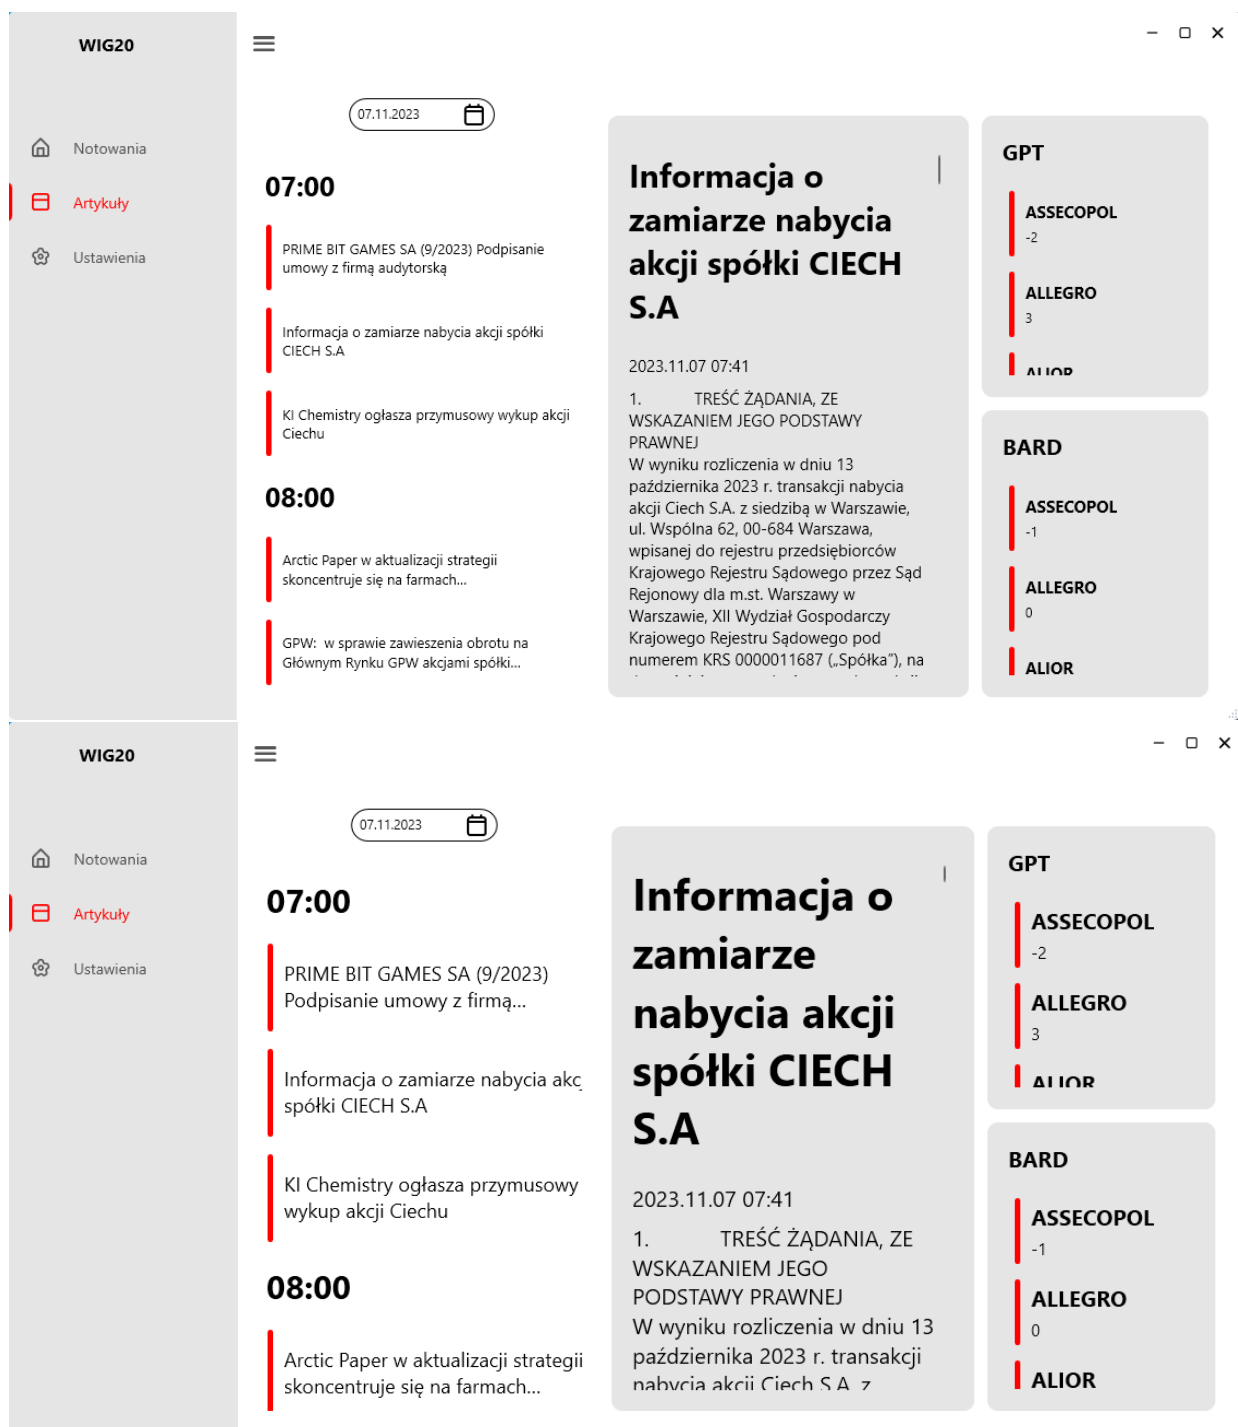 WIG20
Notowania
Artykuły
Ustawienia
07.11.2023
07:00
PRIME BIT GAMES SA (9/2023) Podpisanie
umowy z firmą audytorską
Informacja o zamiarze nabycia akcji spółki
CIECH S.A
KI Chemistry ogłasza przymusowy wykup akcji
Ciechu
08:00
Arctic Paper w aktualizacji strategii
skoncentruje się na farmach...
GPW:  w sprawie zawieszenia obrotu na
Głównym Rynku GPW akcjami spółki...
Informacja o
zamiarze nabycia
akcji spółki CIECH
S.A
2023.11.07 07:41
1. TREŚĆ ŻĄDANIA, ZE
WSKAZANIEM JEGO PODSTAWY
PRAWNEJ
W wyniku rozliczenia w dniu 13
października 2023 r. transakcji nabycia
akcji Ciech S.A. z siedzibą w Warszawie,
ul. Wspólna 62, 00-684 Warszawa,
wpisanej do rejestru przedsiębiorców
Krajowego Rejestru Sądowego przez Sąd
Rejonowy dla m.st. Warszawy w
Warszawie, XII Wydział Gospodarczy
Krajowego Rejestru Sądowego pod
numerem KRS 0000011687 („Spółka”), na
GPT
ASSECOPOL
-2
ALLEGRO
3
ALIOR
BARD
ASSECOPOL
-1
ALLEGRO
0
ALIOR
WIG20
Notowania
Artykuły
Ustawienia
07.11.2023
07:00
PRIME BIT GAMES SA (9/2023)
Podpisanie umowy z firmą...
Informacja o zamiarze nabycia akc
spółki CIECH S.A
KI Chemistry ogłasza przymusowy
wykup akcji Ciechu
08:00
Arctic Paper w aktualizacji strategii
skoncentruje się na farmach...
Informacja o
zamiarze
nabycia akcji
spółki CIECH
S.A
2023.11.07 07:41
1. TREŚĆ ŻĄDANIA, ZE
WSKAZANIEM JEGO
PODSTAWY PRAWNEJ
W wyniku rozliczenia w dniu 13
października 2023 r. transakcji
nabycia akcji Ciech S.A. z
GPT
ASSECOPOL
-2
ALLEGRO
3
ALIOR
BARD
ASSECOPOL
-1
ALLEGRO
0
ALIOR